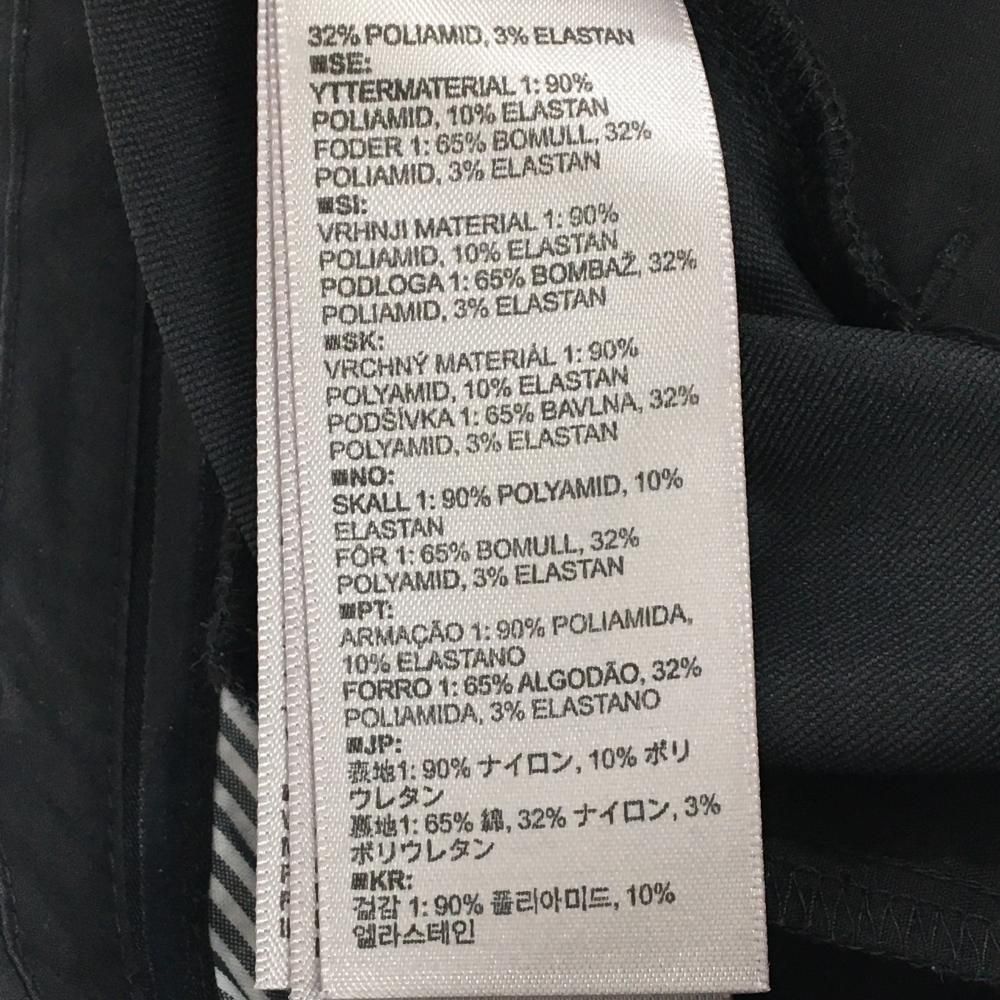 32% POLIAMID, 3% ELASTAN
■SE:
YTTERMATERIAL 1: 90%
POLIAMID, 10% ELASTAN
FODER 1: 65% BOMULL, 32%
POLIAMID, 3% ELASTAN
■SI:
VRHNJI MATERIAL 1: 90%
POLIAMID, 10% ELASTAN
PODLOGA 1: 65% BOMBAŽ, 32%
POLIAMID, 3% ELASTAN
■SK:
VRCHNÝ MATERIÁL 1: 90%
POLYAMID, 10% ELASTAN
PODŠÍVKA 1: 65% BAVLNA, 32%
POLYAMID, 3% ELASTAN
■NO:
SKALL 1: 90% POLYAMID, 10%
ELASTAN
FÔR 1: 65% BOMULL, 32%
POLYAMID, 3% ELASTAN
■PT:
ARMAÇÃO 1: 90% POLIAMIDA,
10% ELASTANO
FORRO 1: 65% ALGODÃO, 32%
POLIAMIDA, 3% ELASTANO
■JP:
表地1: 90% ナイロン, 10% ポリ
ウレタン
裏地1: 65% 綿, 32% ナイロン, 3%
ポリウレタン
■KR:
겉감 1: 90% 폴리아미드, 10%
엘라스테인